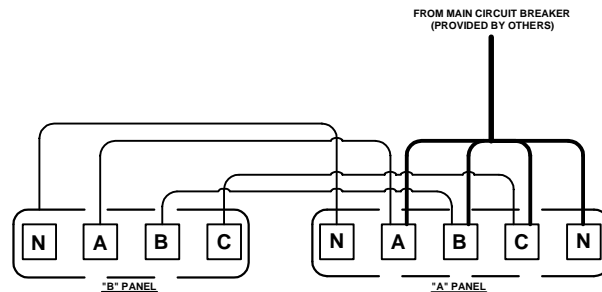 FROM MAIN CIRCUIT BREAKER
(PROVIDED BY OTHERS)
N A B C N A B C N
"B" PANEL "A" PANEL